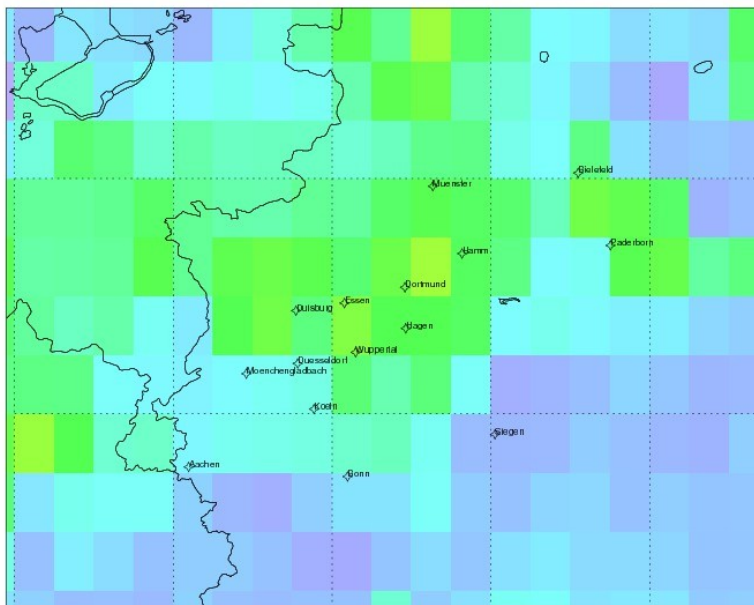 Bielefeld
Muenster
Paderborn
Hamm
Dortmund
Essen
Duisburg
Hagen
Wuppertal
Duesseldorf
Moenchengladbach
Koeln
Siegen
Aachen
Bonn